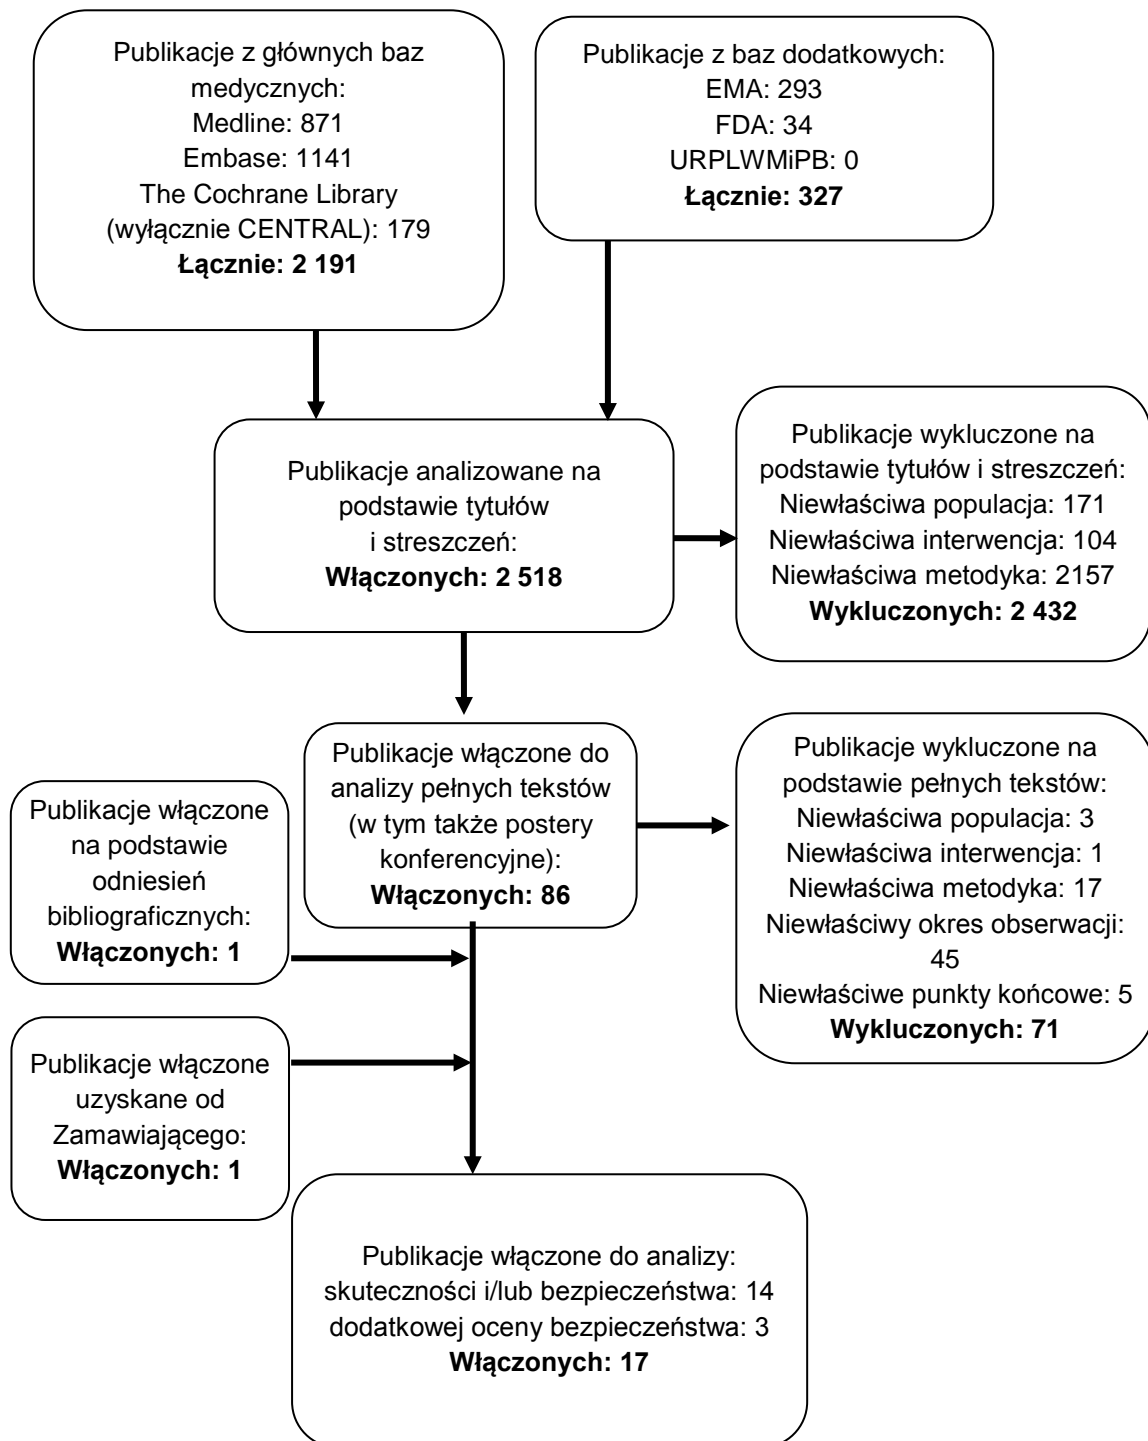 Publikacje z głównych baz
medycznych:
Medline: 871
Embase: 1141
The Cochrane Library
(wyłącznie CENTRAL): 179
Łącznie: 2 191
Publikacje z baz dodatkowych:
EMA: 293
FDA: 34
URPLWMiPB: 0
Łącznie: 327
Publikacje analizowane na
podstawie tytułów
i streszczeń:
Włączonych: 2 518
Publikacje wykluczone na
podstawie tytułów i streszczeń:
Niewłaściwa populacja: 171
Niewłaściwa interwencja: 104
Niewłaściwa metodyka: 2157
Wykluczonych: 2 432
Publikacje włączone do
analizy pełnych tekstów
(w tym także postery
konferencyjne):
Włączonych: 86
Publikacje wykluczone na
podstawie pełnych tekstów:
Niewłaściwa populacja: 3
Niewłaściwa interwencja: 1
Niewłaściwa metodyka: 17
Niewłaściwy okres obserwacji:
45
Niewłaściwe punkty końcowe: 5
Wykluczonych: 71
Publikacje włączone
na podstawie
odniesień
bibliograficznych:
Włączonych: 1
Publikacje włączone
uzyskane od
Zamawiającego:
Włączonych: 1
Publikacje włączone do analizy:
skuteczności i/lub bezpieczeństwa: 14
dodatkowej oceny bezpieczeństwa: 3
Włączonych: 17